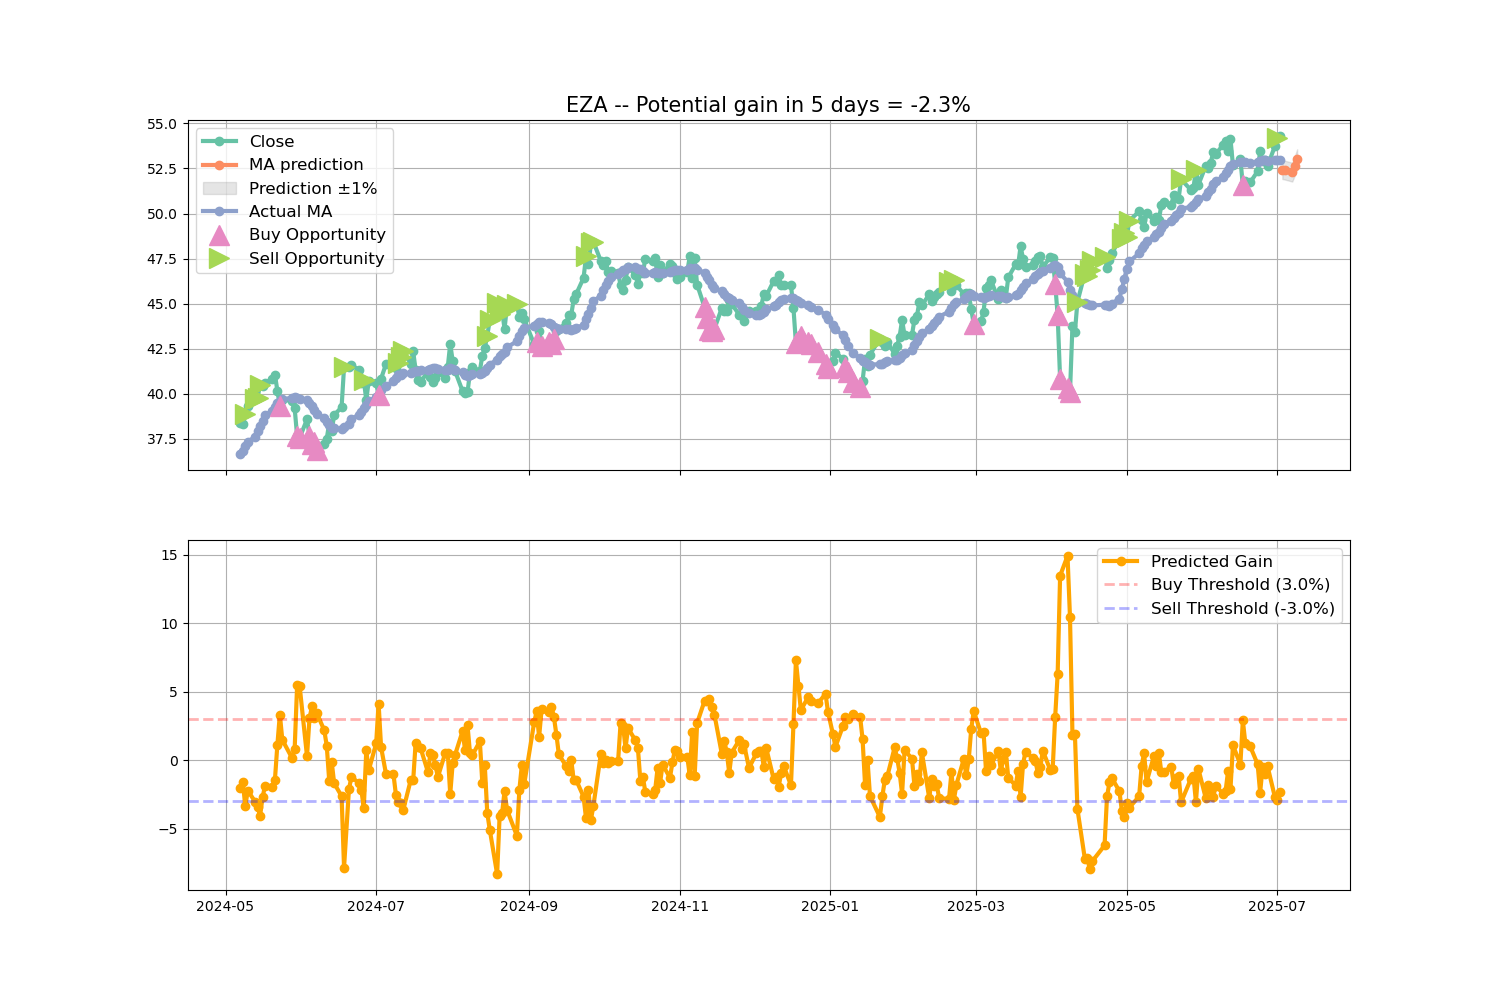 EZA -- Potential gain in 5 days = -2.3%
55.0
52.5
50.0
47.5
45.0
42.5
40.0
37.5
Close
MA prediction
Prediction ±1%
Actual MA
Buy Opportunity
Sell Opportunity
15
10
5
0
−5
Predicted Gain
Buy Threshold (3.0%)
Sell Threshold (-3.0%)
2024-05
2024-07
2024-09
2024-11
2025-01
2025-03
2025-05
2025-07